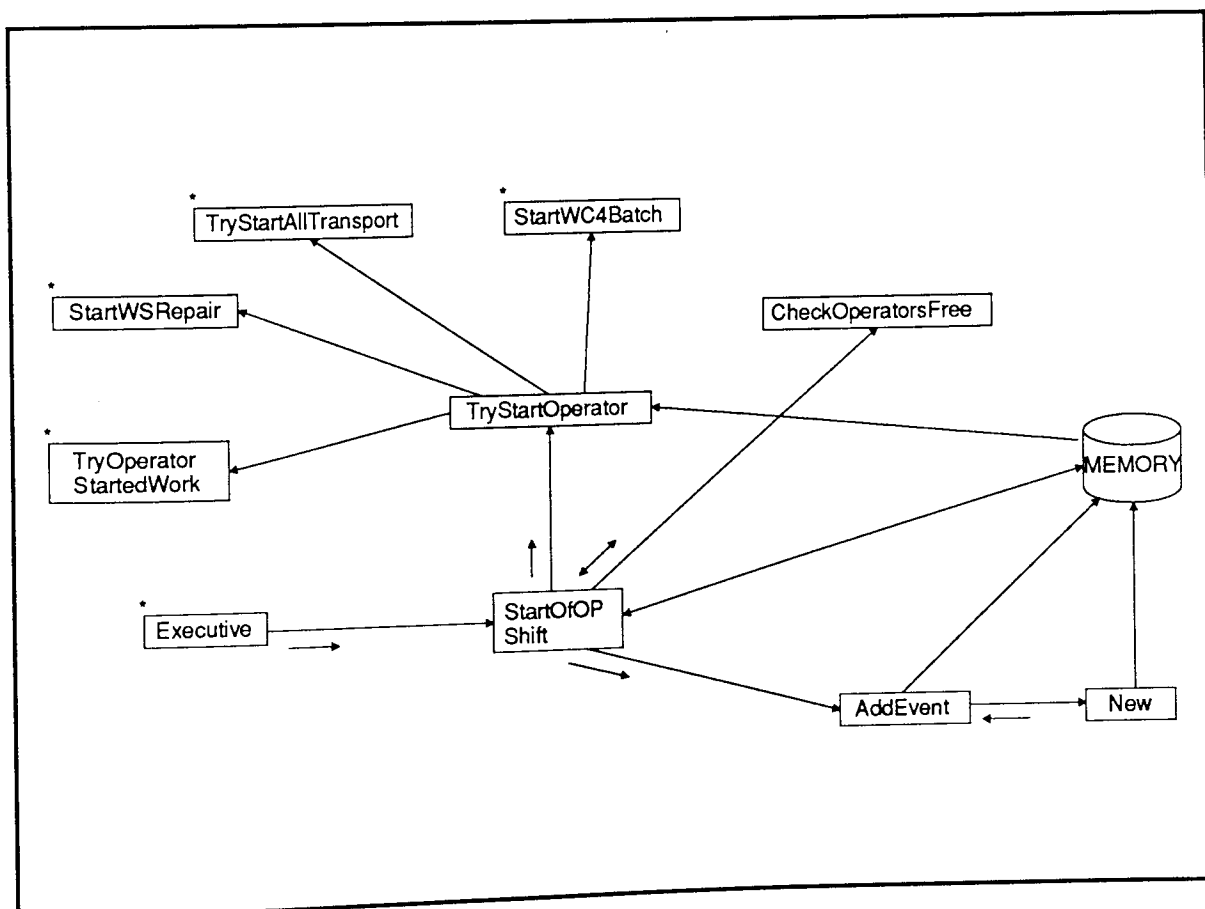 *
TryStartAllTransport
*
StartWC4Batch
*
StartWSRepair
CheckOperatorsFree
TryStartOperator
*
TryOperator
StartedWork
MEMORY
*
Executive
StartOfOP
Shift
AddEvent
New